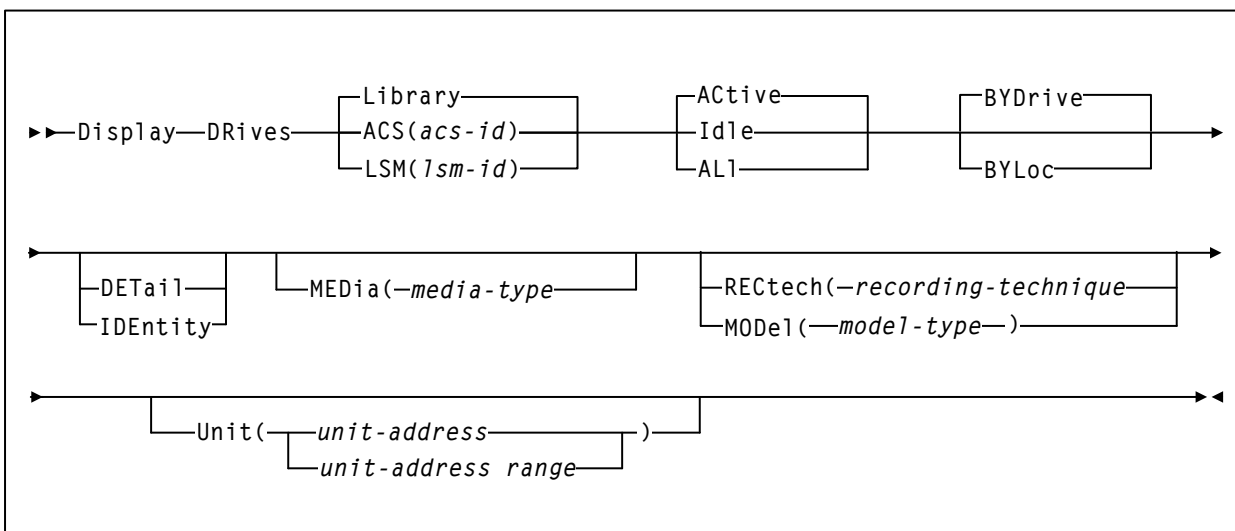 Library
Display DRives ACS(acs-id)
LSM(lsm-id)
ACtive
Idle
ALl
BYDrive
BYLoc
DETail
IDEntity
MEDia(media-type
RECtech(recording-technique
MODel(model-type)
Unit(unit-address)
unit-address range